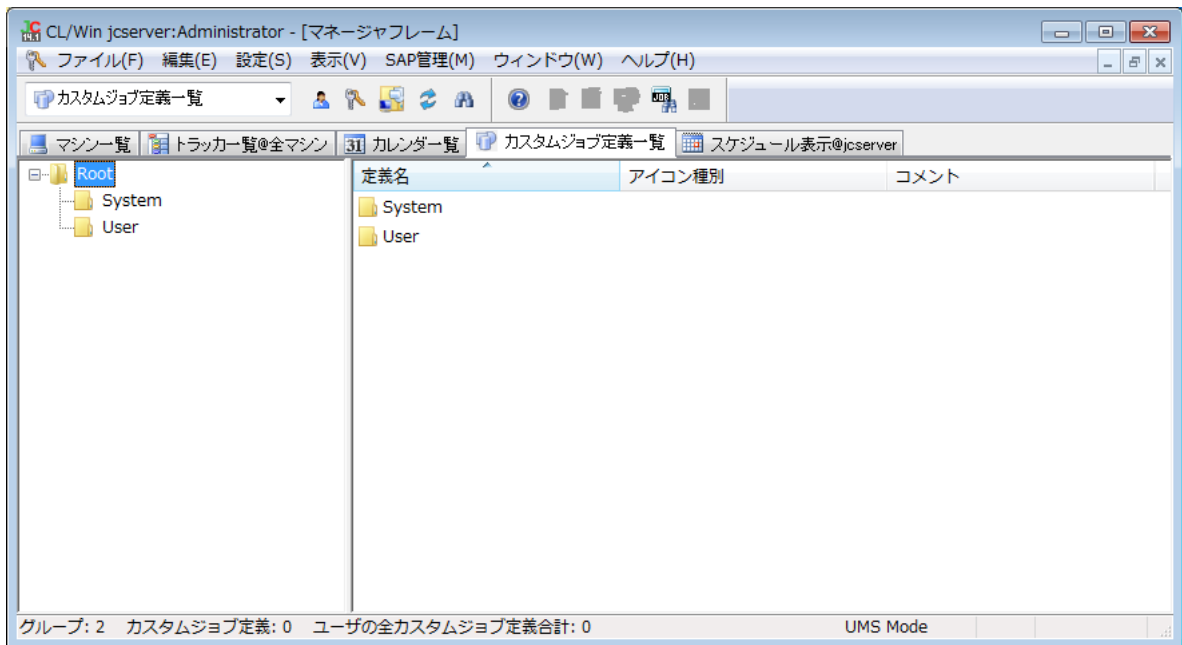 CL/Win jcserver:Administrator - [マネージャフレーム]
ファイル(F) 編集(E) 設定(S) 表示(V) SAP管理(M) ウィンドウ(W) ヘルプ(H)
カスタムジョブ定義一覧
マシン一覧 トラッカー一覧@全マシン 31 カレンダー一覧 カスタムジョブ定義一覧 スケジュール表示@jcserver
Root
System
User
定義名 アイコン種別 コメント
System
User
グループ: 2 カスタムジョブ定義: 0 ユーザの全カスタムジョブ定義合計: 0 UMS Mode